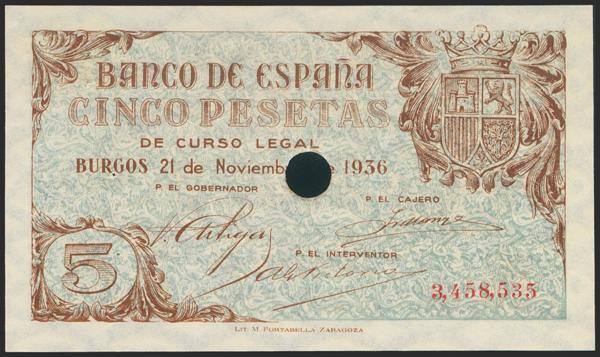 BANCO DE ESPAÑA
CINCO PESETAS
DE CURSO LEGAL
BURGOS 21 de Noviemb e 1936
P. EL GOBERNADOR
P. EL CAJERO
P. EL INTERVENTOR
5
3,458,535
LIT. M. PORTABELLA ZARAGOZA